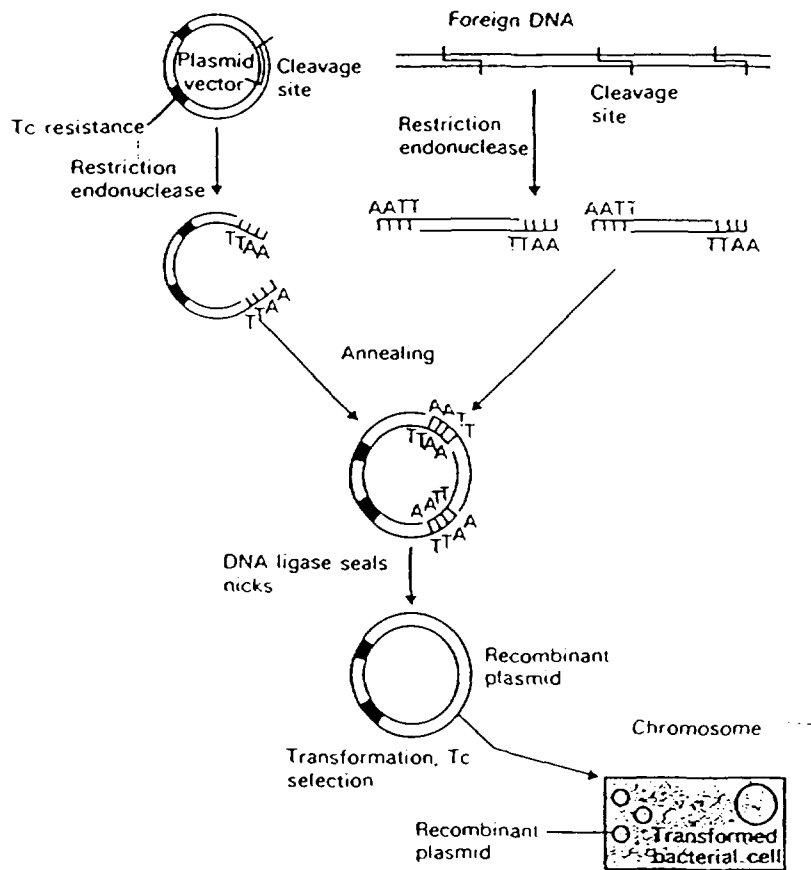 Foreign DNA
Plasmid
vector
Cleavage
site
Cleavage
site
Tc resistance
Restriction
endonuclease
Restriction
endonuclease
AATT
TTAA
AATT
TTAA
TTAA
TTAA
Annealing
AATT
TTAA
AATT
TTAA
DNA ligase seals
nicks
Recombinant
plasmid
Transformation, Tc
selection
Chromosome
Recombinant
plasmid
Transformed
bacterial cell